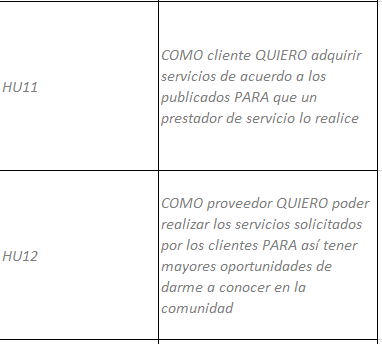 HU11
COMO cliente QUIERO adquirir
servicios de acuerdo a los
publicados PARA que un
prestador de servicio lo realice
HU12
COMO proveedor QUIERO poder
realizar los servicios solicitados
por los clientes PARA así tener
mayores oportunidades de
darme a conocer en la
comunidad